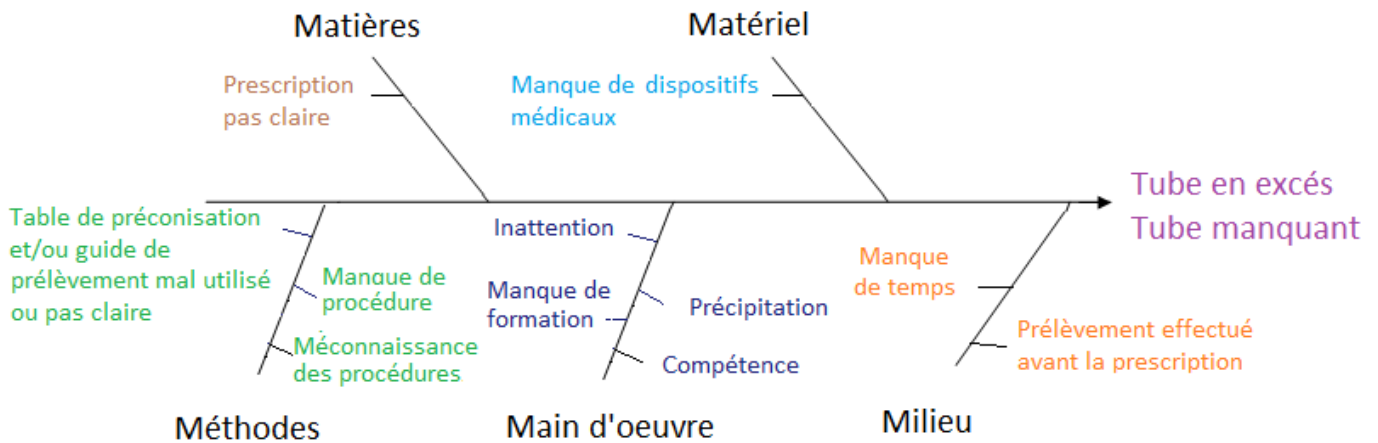 Matières
Matériel
Prescription
pas claire
Manque de dispositifs
médicaux
Tube en excés
Tube manquant
Table de préconisation
et/ou guide de
prélèvement mal utilisé
ou pas claire
Manque de
procédure
Méconnaissance
des procédures
Inattention
Manque de
formation
Précipitation
Compétence
Manque
de temps
Prélèvement effectué
avant la prescription
Méthodes
Main d'oeuvre
Milieu